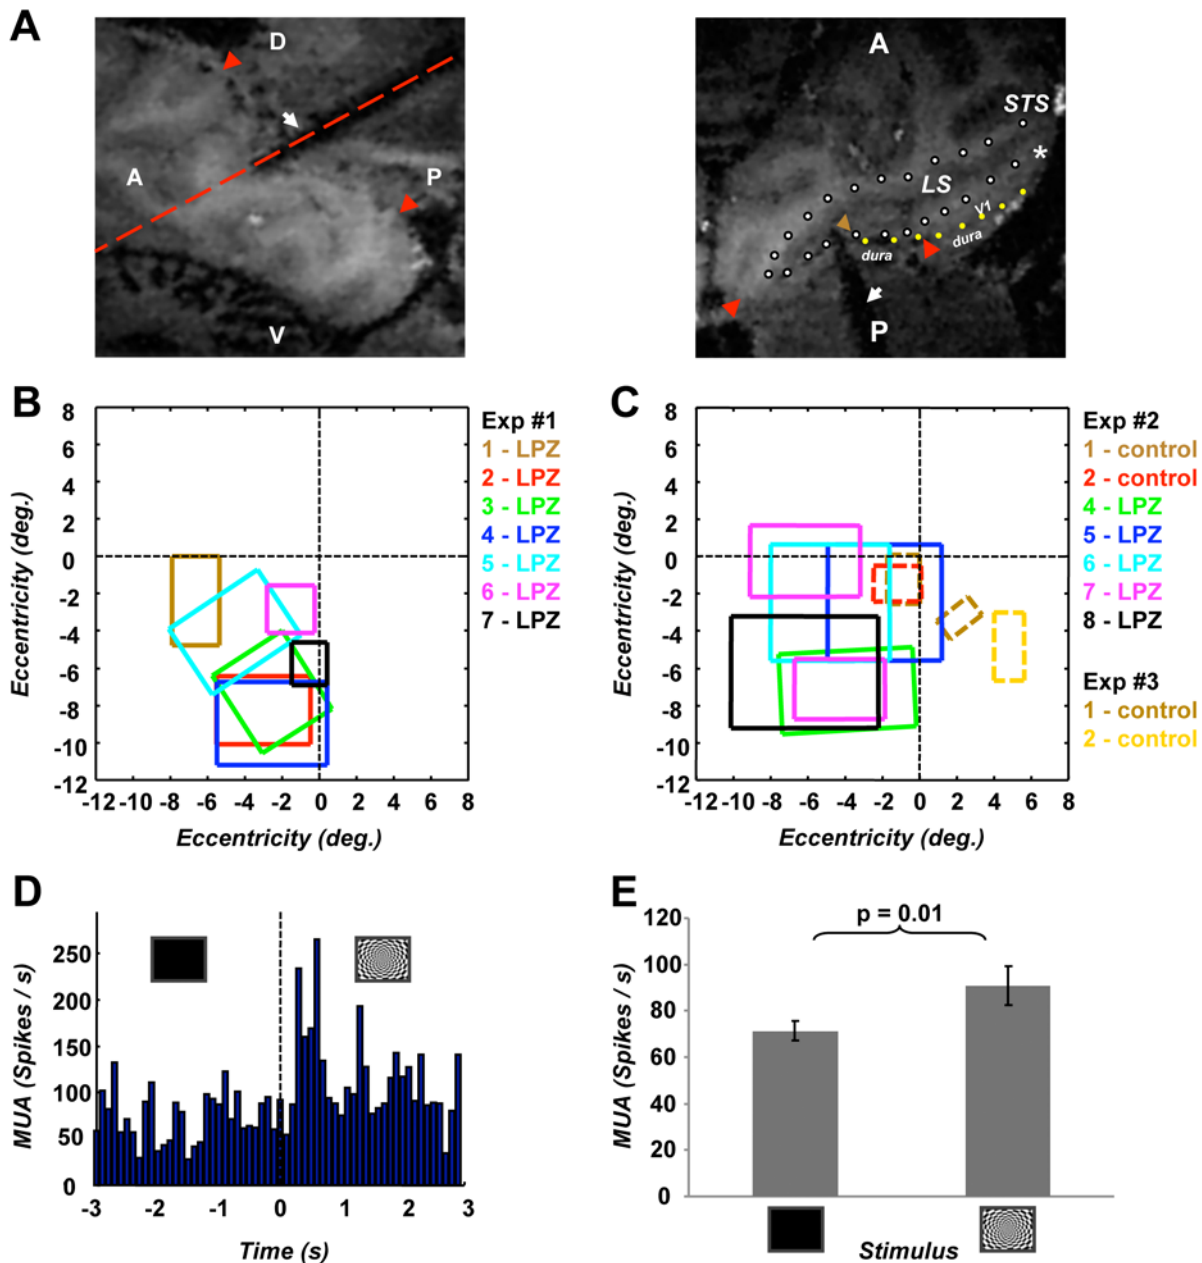 A
D
A
P
V
A
STS
*
LS
V1
dura
dura
P
B
8
6
4
2
0
-2
-4
-6
-8
-10
-12
-12 -10 -8 -6 -4 -2 0 2 4 6 8
Eccentricity (deg.)
Eccentricity (deg.)
Exp #1
1 - LPZ
2 - LPZ
3 - LPZ
4 - LPZ
5 - LPZ
6 - LPZ
7 - LPZ
C
8
6
4
2
0
-2
-4
-6
-8
-10
-12
-12 -10 -8 -6 -4 -2 0 2 4 6 8
Eccentricity (deg.)
Eccentricity (deg.)
Exp #2
1 - control
2 - control
4 - LPZ
5 - LPZ
6 - LPZ
7 - LPZ
8 - LPZ
Exp #3
1 - control
2 - control
D
MUA (Spikes / s)
250
200
150
100
50
0
-3 -2 -1 0 1 2 3
Time (s)
E
p = 0.01
MUA (Spikes / s)
120
100
80
60
40
20
0
Stimulus